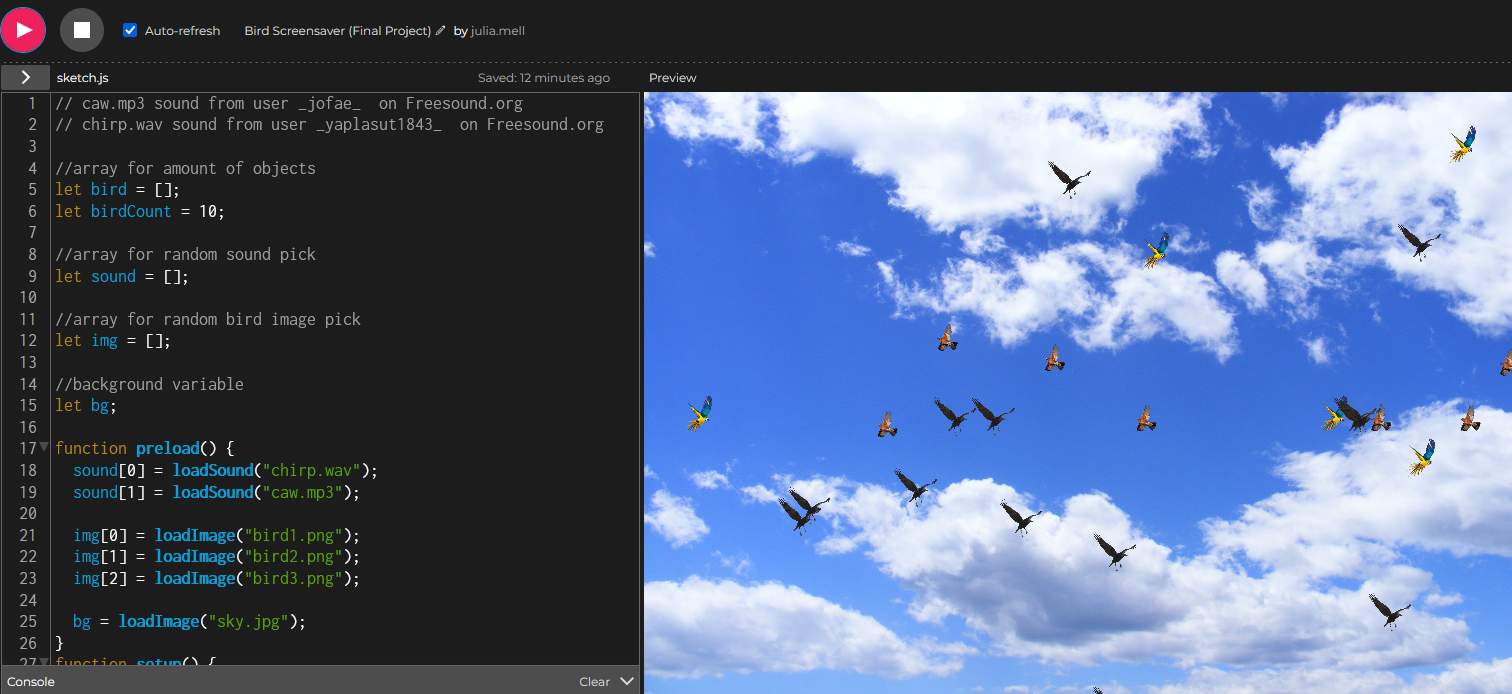 Auto-refresh Bird Screensaver (Final Project) by julia.mell
sketch.js Saved: 12 minutes ago Preview
1 // caw.mp3 sound from user _jofae_  on Freesound.org
2 // chirp.wav sound from user _yaplasut1843_  on Freesound.org
3
4 //array for amount of objects
5 let bird = [];
6 let birdCount = 10;
7
8 //array for random sound pick
9 let sound = [];
10
11 //array for random bird image pick
12 let img = [];
13
14 //background variable
15 let bg;
16
17 function preload() {
18   sound[0] = loadSound("chirp.wav");
19   sound[1] = loadSound("caw.mp3");
20
21   img[0] = loadImage("bird1.png");
22   img[1] = loadImage("bird2.png");
23   img[2] = loadImage("bird3.png");
24
25   bg = loadImage("sky.jpg");
26 }
27 function setup() {
Console Clear